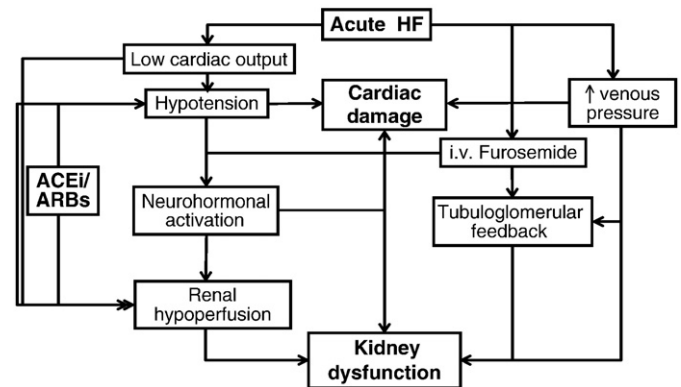 Acute HF
Low cardiac output
Hypotension
Cardiac
damage
↑ venous
pressure
i.v. Furosemide
ACEi/
ARBs
Neurohormonal
activation
Tubuloglomerular
feedback
Renal
hypoperfusion
Kidney
dysfunction